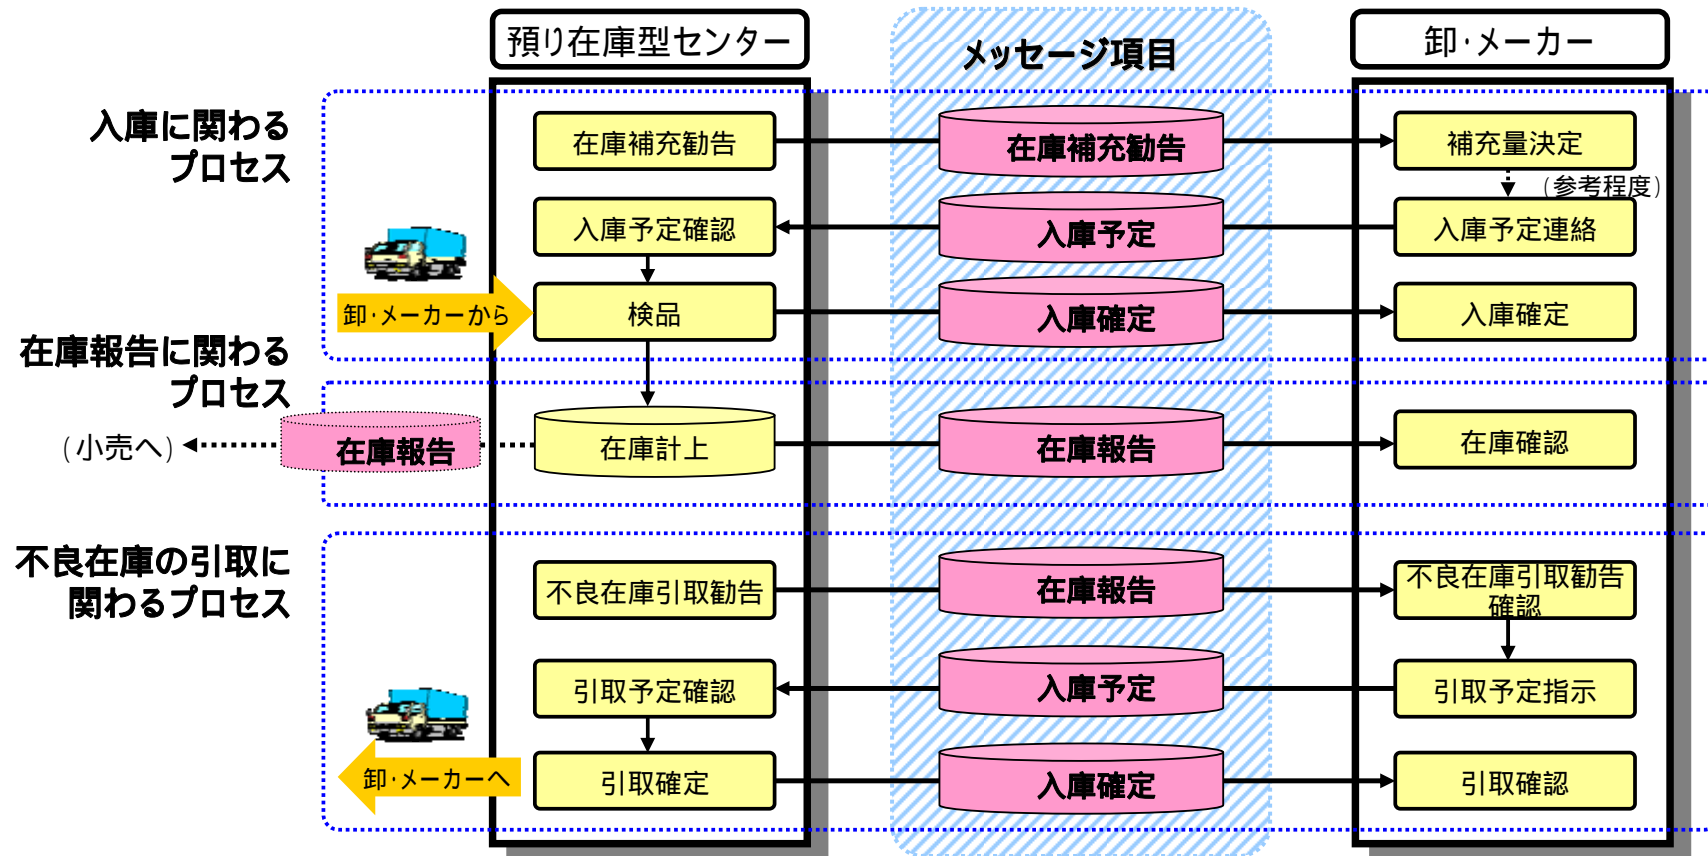 預り在庫型センター
メッセージ項目
卸・メーカー
入庫に関わる
プロセス
在庫補充勧告
在庫補充勧告
補充量決定
(参考程度)
入庫予定確認
入庫予定
入庫予定連絡
卸・メーカーから
検品
入庫確定
入庫確定
在庫報告に関わる
プロセス
(小売へ)
在庫報告
在庫計上
在庫報告
在庫確認
不良在庫の引取に
関わるプロセス
不良在庫引取勧告
在庫報告
不良在庫引取勧告
確認
引取予定確認
入庫予定
引取予定指示
卸・メーカーへ
引取確定
入庫確定
引取確認